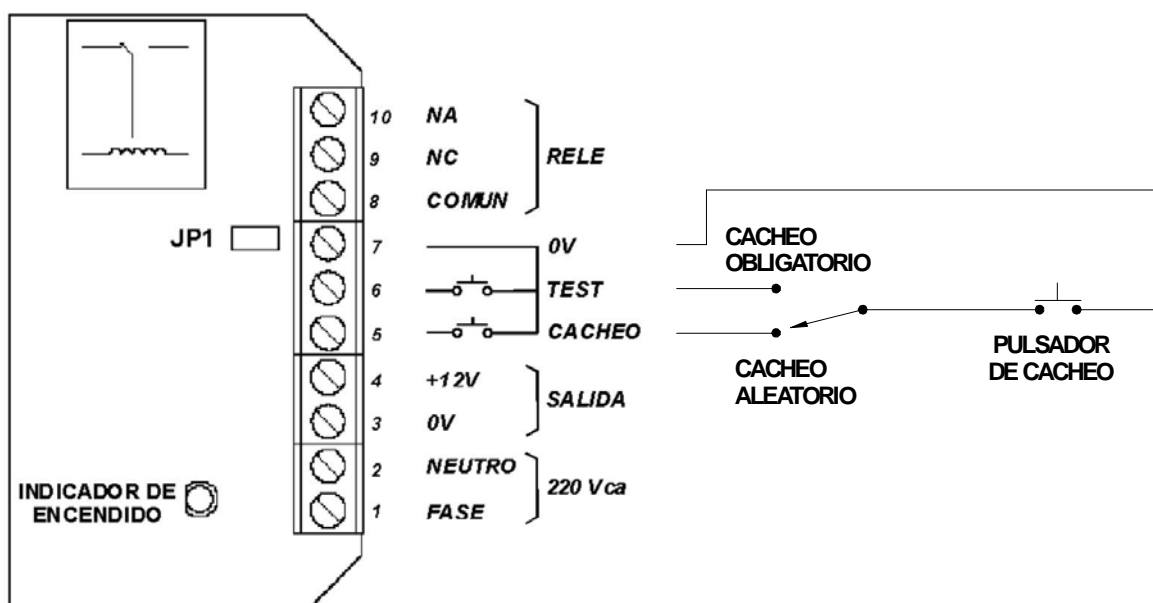 10 NA
9 NC
8 COMUN
RELE
JP1
7 0V
6 TEST
5 CACHEO
4 +12V
3 0V
SALIDA
2 NEUTRO
1 FASE
220 Vca
INDICADOR DE
ENCENDIDO
CACHEO
OBLIGATORIO
CACHEO
ALEATORIO
PULSADOR
DE CACHEO